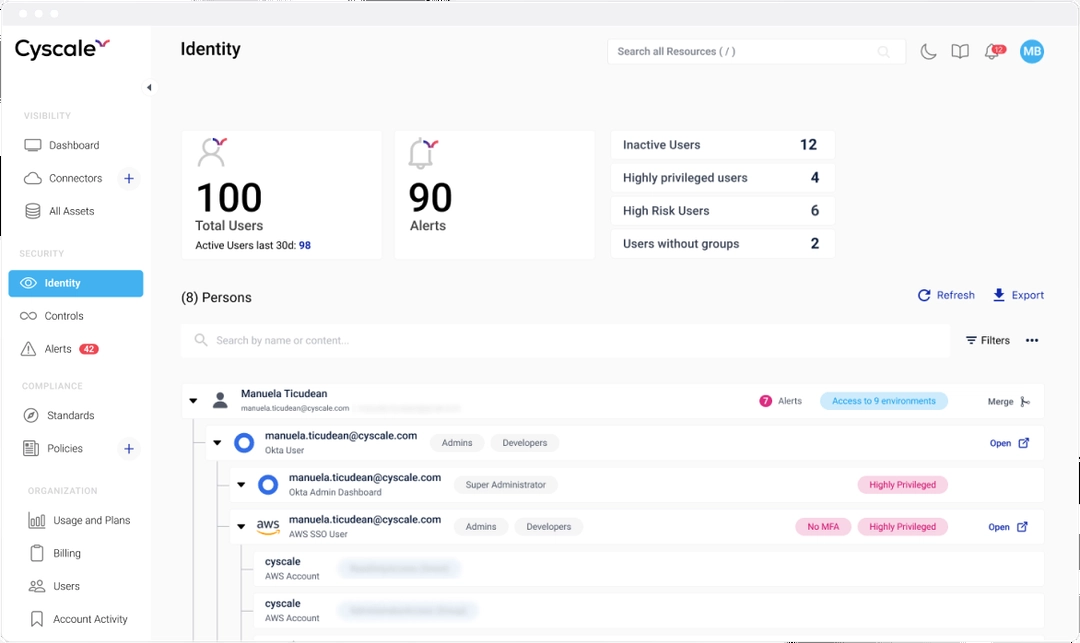 Cyscale
Identity
Search all Resources ( / )
12
MB
VISIBILITY
Dashboard
Connectors
All Assets
SECURITY
Identity
Controls
Alerts 42
COMPLIANCE
Standards
Policies
ORGANIZATION
Usage and Plans
Billing
Users
Account Activity
100
Total Users
Active Users last 30d: 98
90
Alerts
Inactive Users 12
Highly privileged users 4
High Risk Users 6
Users without groups 2
(8) Persons
Refresh
Export
Search by name or content...
Filters
Manuela Ticudean
manuela.ticudean@cyscale.com
7 Alerts
Access to 9 environments
Merge
manuela.ticudean@cyscale.com
Okta User
Admins
Developers
Open
manuela.ticudean@cyscale.com
Okta Admin Dashboard
Super Administrator
Highly Privileged
aws
manuela.ticudean@cyscale.com
AWS SSO User
Admins
Developers
No MFA
Highly Privileged
Open
cyscale
AWS Account
cyscale
AWS Account